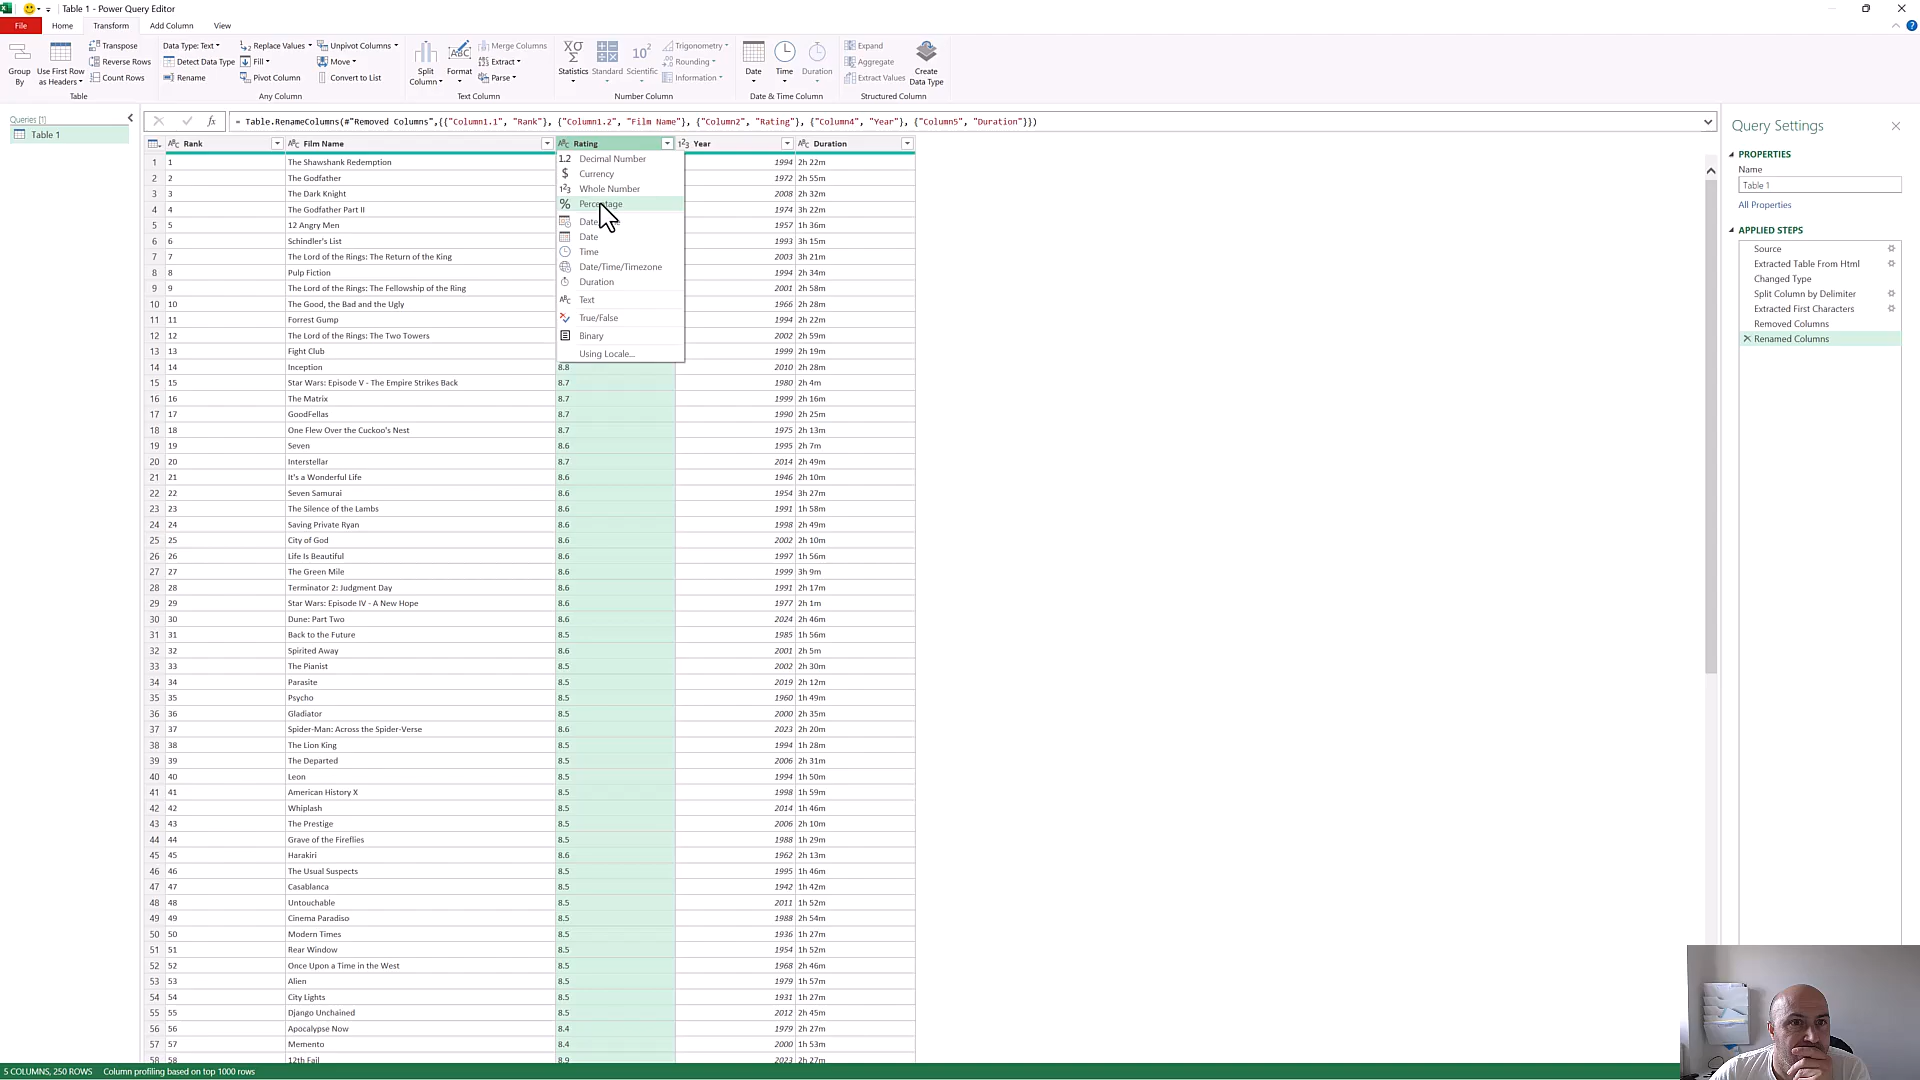 Table 1 - Power Query Editor
File Home Transform Add Column View
Group By
Use First Row as Headers
Transpose
Reverse Rows
Count Rows
Table
Data Type: Text
Detect Data Type
Rename
Replace Values
Fill
Pivot Column
Unpivot Columns
Move
Convert to List
Any Column
Split Column
Format
Merge Columns
Extract
Parse
Text Column
Statistics
Standard
Scientific
Trigonometry
Rounding
Information
Number Column
Date
Time
Duration
Date & Time Column
Expand
Aggregate
Extract Values
Create Data Type
Structured Column
Queries [1]
Table 1
= Table.RenameColumns(#"Removed Columns",{{"Column1.1", "Rank"}, {"Column1.2", "Film Name"}, {"Column2", "Rating"}, {"Column4", "Year"}, {"Column5", "Duration"}})
Rank Film Name Rating Year Duration
1 1 The Shawshank Redemption 1994 2h 22m
2 2 The Godfather 1972 2h 55m
3 3 The Dark Knight 2008 2h 32m
4 4 The Godfather Part II 1974 3h 22m
5 5 12 Angry Men 1957 1h 36m
6 6 Schindler's List 1993 3h 15m
7 7 The Lord of the Rings: The Return of the King 2003 3h 21m
8 8 Pulp Fiction 1994 2h 34m
9 9 The Lord of the Rings: The Fellowship of the Ring 2001 2h 58m
10 10 The Good, the Bad and the Ugly 1966 2h 28m
11 11 Forrest Gump 1994 2h 22m
12 12 The Lord of the Rings: The Two Towers 2002 2h 59m
13 13 Fight Club 1999 2h 19m
14 14 Inception 8.8 2010 2h 28m
15 15 Star Wars: Episode V - The Empire Strikes Back 8.7 1980 2h 4m
16 16 The Matrix 8.7 1999 2h 16m
17 17 GoodFellas 8.7 1990 2h 25m
18 18 One Flew Over the Cuckoo's Nest 8.7 1975 2h 13m
19 19 Seven 8.6 1995 2h 7m
20 20 Interstellar 8.7 2014 2h 49m
21 21 It's a Wonderful Life 8.6 1946 2h 10m
22 22 Seven Samurai 8.6 1954 3h 27m
23 23 The Silence of the Lambs 8.6 1991 1h 58m
24 24 Saving Private Ryan 8.6 1998 2h 49m
25 25 City of God 8.6 2002 2h 10m
26 26 Life Is Beautiful 8.6 1997 1h 56m
27 27 The Green Mile 8.6 1999 3h 9m
28 28 Terminator 2: Judgment Day 8.6 1991 2h 17m
29 29 Star Wars: Episode IV - A New Hope 8.6 1977 2h 1m
30 30 Dune: Part Two 8.6 2024 2h 46m
31 31 Back to the Future 8.5 1985 1h 56m
32 32 Spirited Away 8.6 2001 2h 5m
33 33 The Pianist 8.5 2002 2h 30m
34 34 Parasite 8.5 2019 2h 12m
35 35 Psycho 8.5 1960 1h 49m
36 36 Gladiator 8.5 2000 2h 35m
37 37 Spider-Man: Across the Spider-Verse 8.6 2023 2h 20m
38 38 The Lion King 8.5 1994 1h 28m
39 39 The Departed 8.5 2006 2h 31m
40 40 Leon 8.5 1994 1h 50m
41 41 American History X 8.5 1998 1h 59m
42 42 Whiplash 8.5 2014 1h 46m
43 43 The Prestige 8.5 2006 2h 10m
44 44 Grave of the Fireflies 8.5 1988 1h 29m
45 45 Harakiri 8.6 1962 2h 13m
46 46 The Usual Suspects 8.5 1995 1h 46m
47 47 Casablanca 8.5 1942 1h 42m
48 48 Untouchable 8.5 2011 1h 52m
49 49 Cinema Paradiso 8.5 1988 2h 54m
50 50 Modern Times 8.5 1936 1h 27m
51 51 Rear Window 8.5 1954 1h 52m
52 52 Once Upon a Time in the West 8.5 1968 2h 46m
53 53 Alien 8.5 1979 1h 57m
54 54 City Lights 8.5 1931 1h 27m
55 55 Django Unchained 8.5 2012 2h 45m
56 56 Apocalypse Now 8.4 1979 2h 27m
57 57 Memento 8.4 2000 1h 53m
58 58 12th Fail 8.9 2023 2h 27m
1.2 Decimal Number
$ Currency
123 Whole Number
% Percentage
Date
Time
Date/Time/Timezone
Duration
ABC Text
True/False
Binary
Using Locale...
Query Settings
PROPERTIES
Name
Table 1
All Properties
APPLIED STEPS
Source
Extracted Table From Html
Changed Type
Split Column by Delimiter
Extracted First Characters
Removed Columns
Renamed Columns
5 COLUMNS, 250 ROWS Column profiling based on top 1000 rows